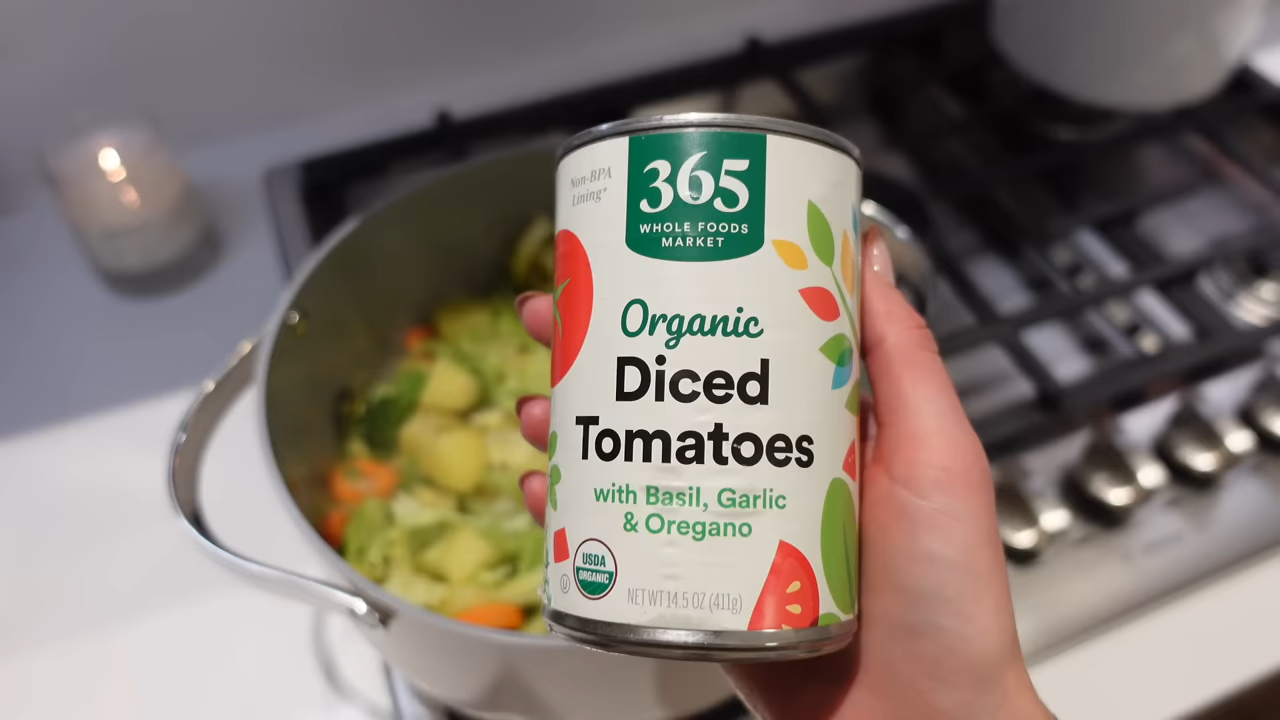 Non-BPA
Lining*
365
WHOLE FOODS
MARKET
Organic
Diced
Tomatoes
with Basil, Garlic
& Oregano
USDA
ORGANIC
U
NET WT 14.5 OZ (411g)